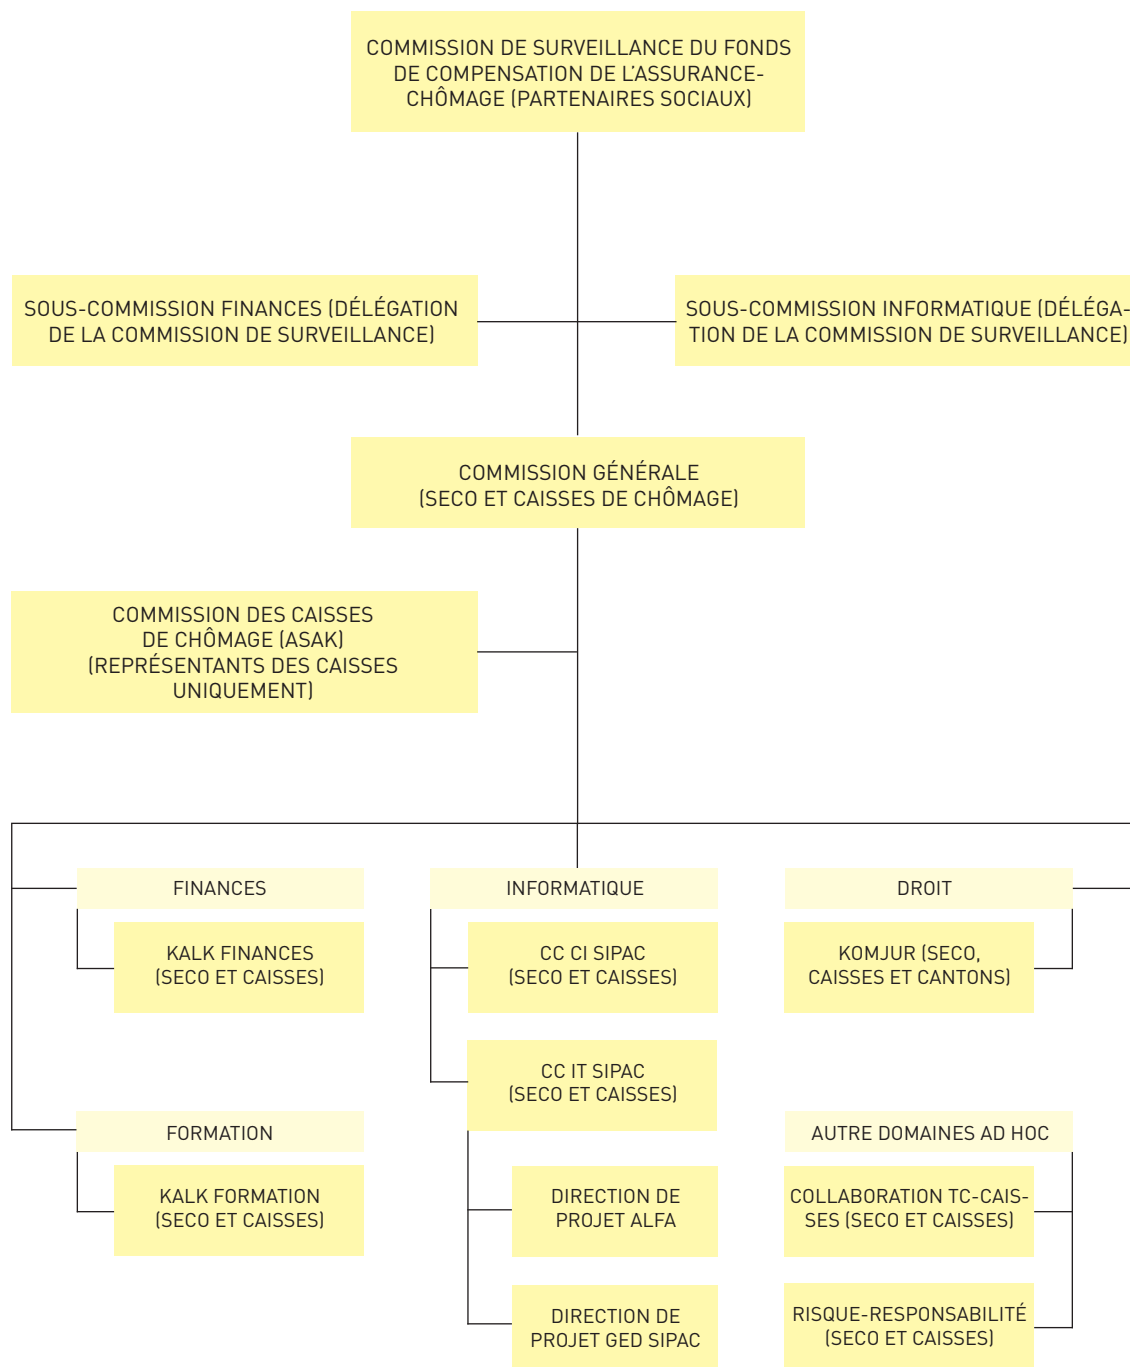 COMMISSION DE SURVEILLANCE DU FONDS
DE COMPENSATION DE L'ASSURANCE-
CHÔMAGE (PARTENAIRES SOCIAUX)
SOUS-COMMISSION FINANCES (DÉLÉGATION
DE LA COMMISSION DE SURVEILLANCE)
SOUS-COMMISSION INFORMATIQUE (DÉLÉGA-
TION DE LA COMMISSION DE SURVEILLANCE)
COMMISSION GÉNÉRALE
(SECO ET CAISSES DE CHÔMAGE)
COMMISSION DES CAISSES
DE CHÔMAGE (ASAK)
(REPRÉSENTANTS DES CAISSES
UNIQUEMENT)
FINANCES
KALK FINANCES
(SECO ET CAISSES)
FORMATION
KALK FORMATION
(SECO ET CAISSES)
INFORMATIQUE
CC CI SIPAC
(SECO ET CAISSES)
CC IT SIPAC
(SECO ET CAISSES)
DIRECTION DE
PROJET ALFA
DIRECTION DE
PROJET GED SIPAC
DROIT
KOMJUR (SECO,
CAISSES ET CANTONS)
AUTRE DOMAINES AD HOC
COLLABORATION TC-CAIS-
SES (SECO ET CAISSES)
RISQUE-RESPONSABILITÉ
(SECO ET CAISSES)